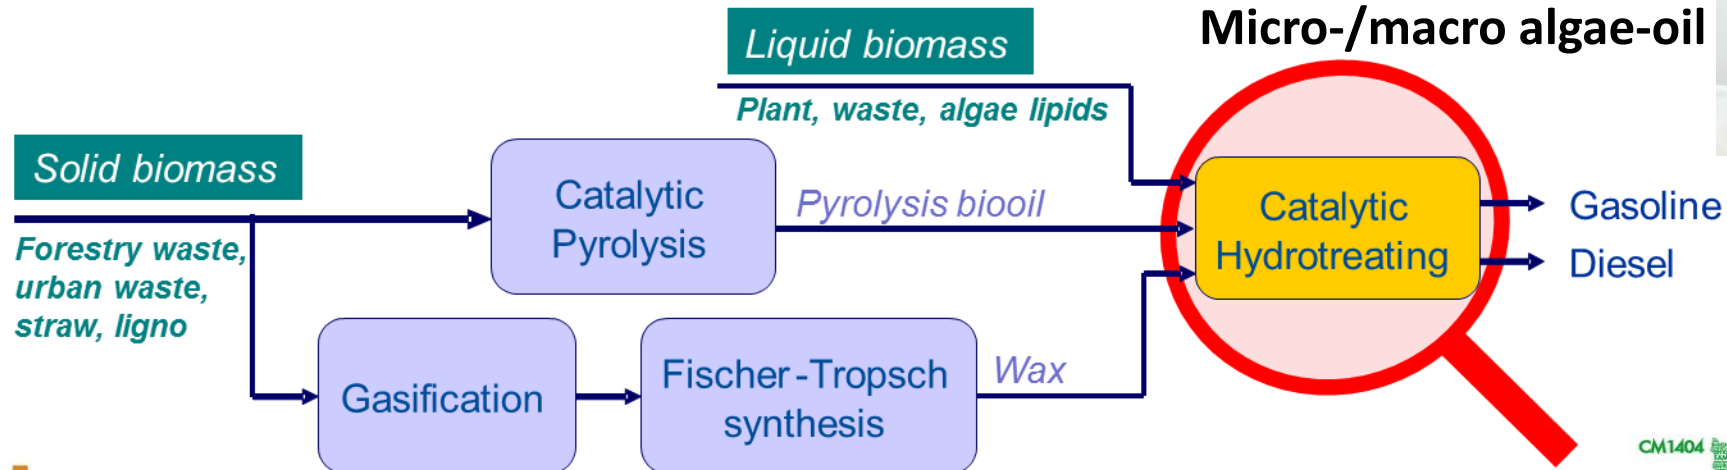 Micro-/macro algae-oil
Liquid biomass
Plant, waste, algae lipids
Solid biomass
Forestry waste,
urban waste,
straw, ligno
Catalytic
Pyrolysis
Pyrolysis biooil
Catalytic
Hydrotreating
Gasoline
Diesel
Gasification
Fischer-Tropsch
synthesis
Wax
CM1404